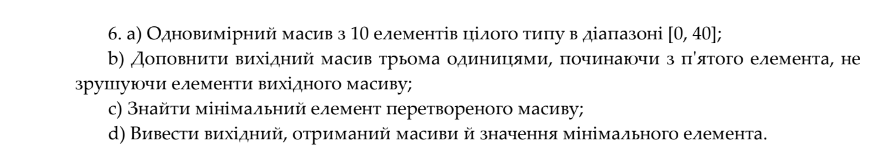 6. a) Одновимірний масив з 10 елементів цілого типу в діапазоні [0, 40];
b) Доповнити вихідний масив трьома одиницями, починаючи з п'ятого елемента, не
зрушуючи елементи вихідного масиву;
c) Знайти мінімальний елемент перетвореного масиву;
d) Вивести вихідний, отриманий масиви й значення мінімального елемента.